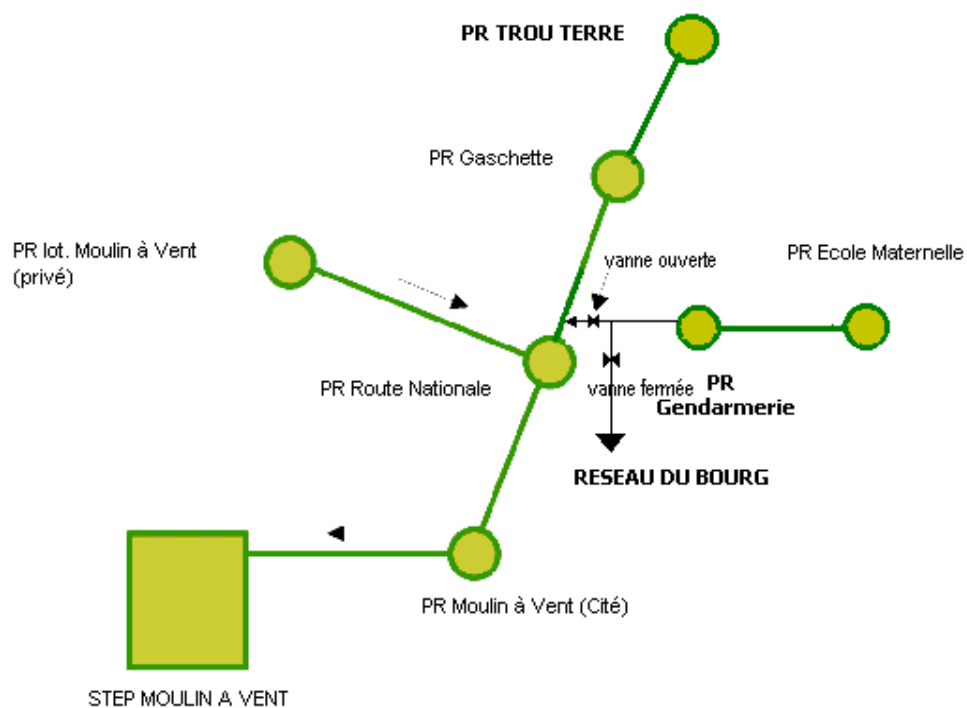 PR TROU TERRE
PR Gaschette
PR lot. Moulin à Vent
(privé)
vanne ouverte
PR Ecole Maternelle
PR Route Nationale
vanne fermée
PR
Gendarmerie
RESEAU DU BOURG
PR Moulin à Vent (Cité)
STEP MOULIN A VENT